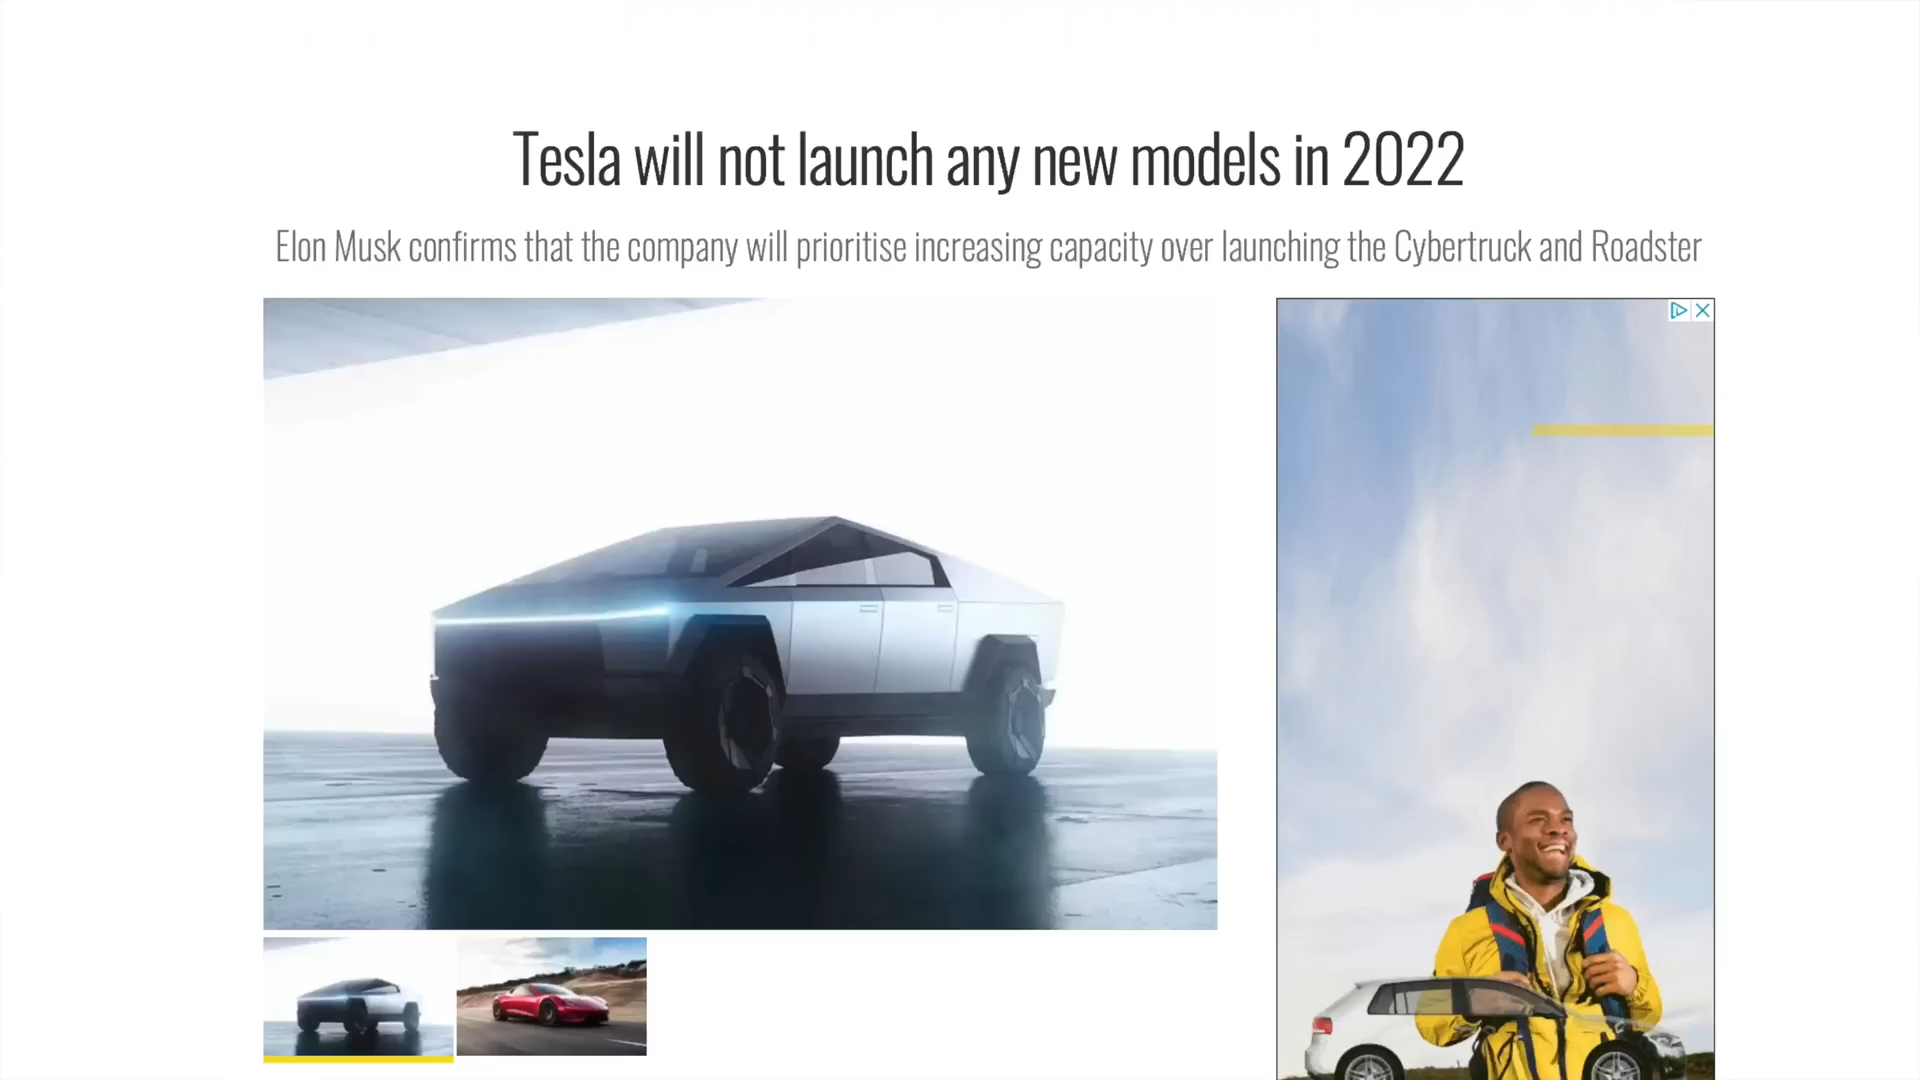 Tesla will not launch any new models in 2022
Elon Musk confirms that the company will prioritise increasing capacity over launching the Cybertruck and Roadster